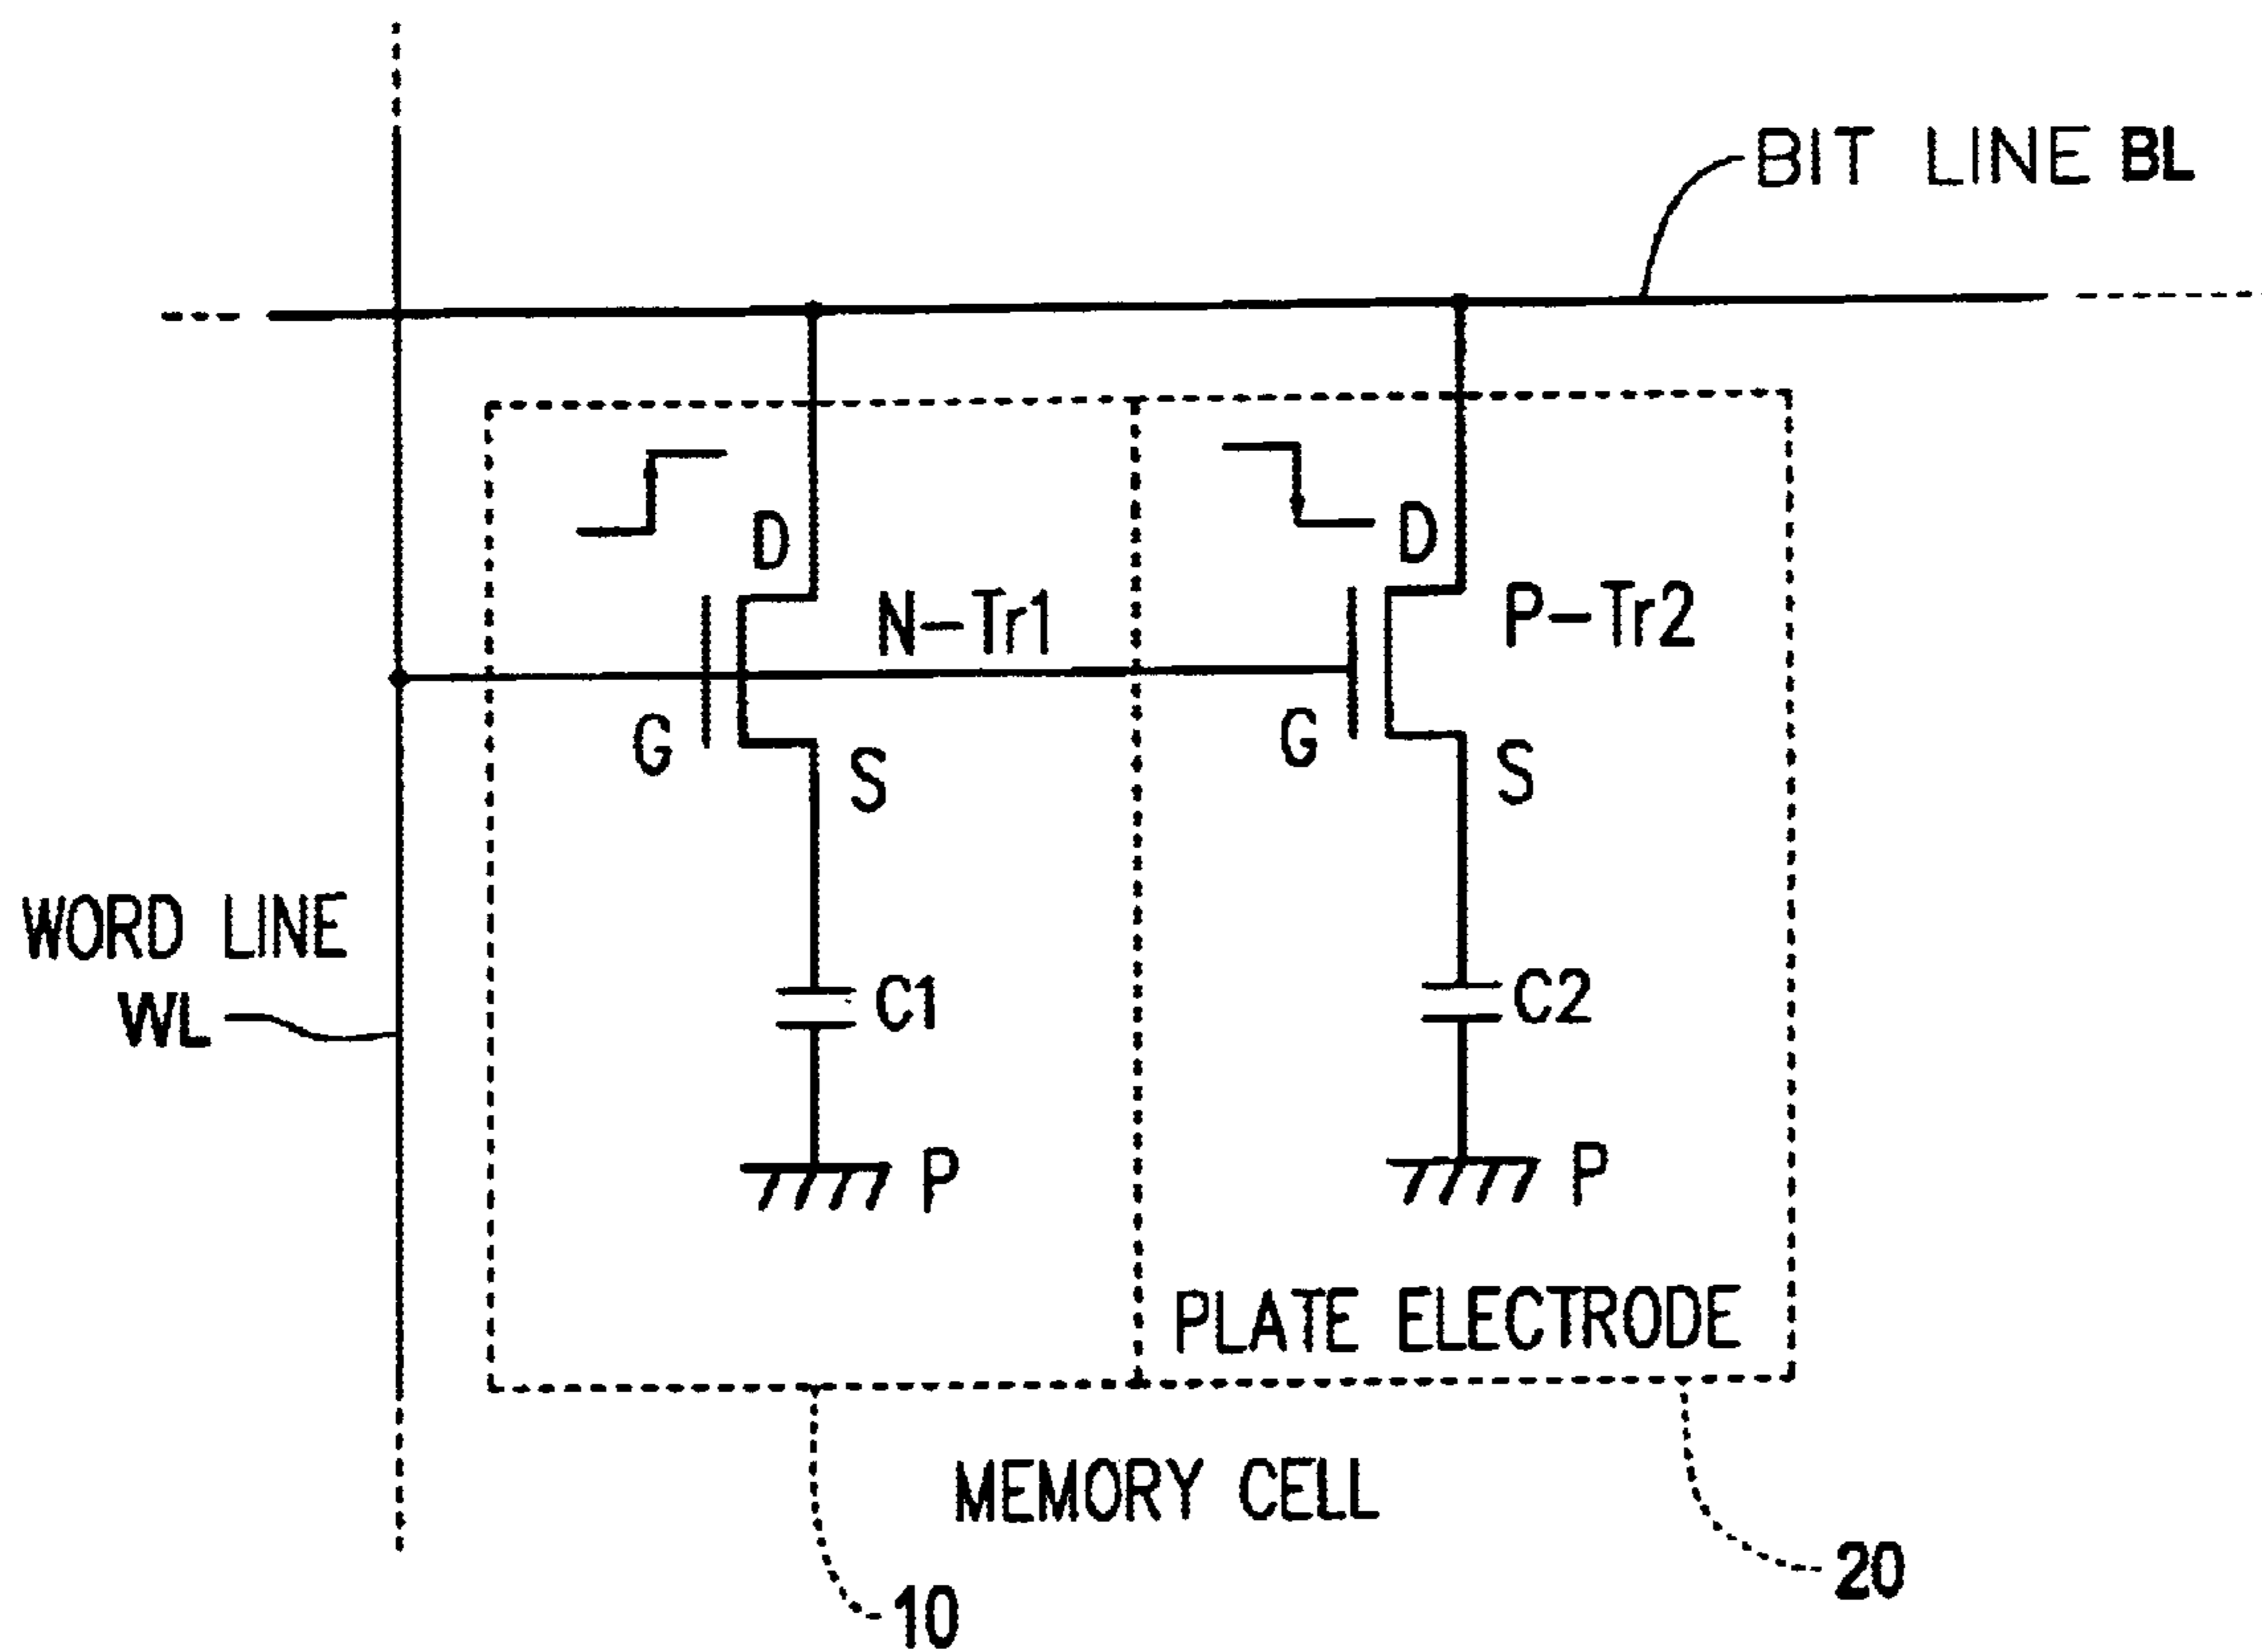 BIT LINE BL
D
D
N-Tr1
P-Tr2
G
S
G
S
WORD LINE
WL
C1
C2
P
P
PLATE ELECTRODE
MEMORY CELL
10
20